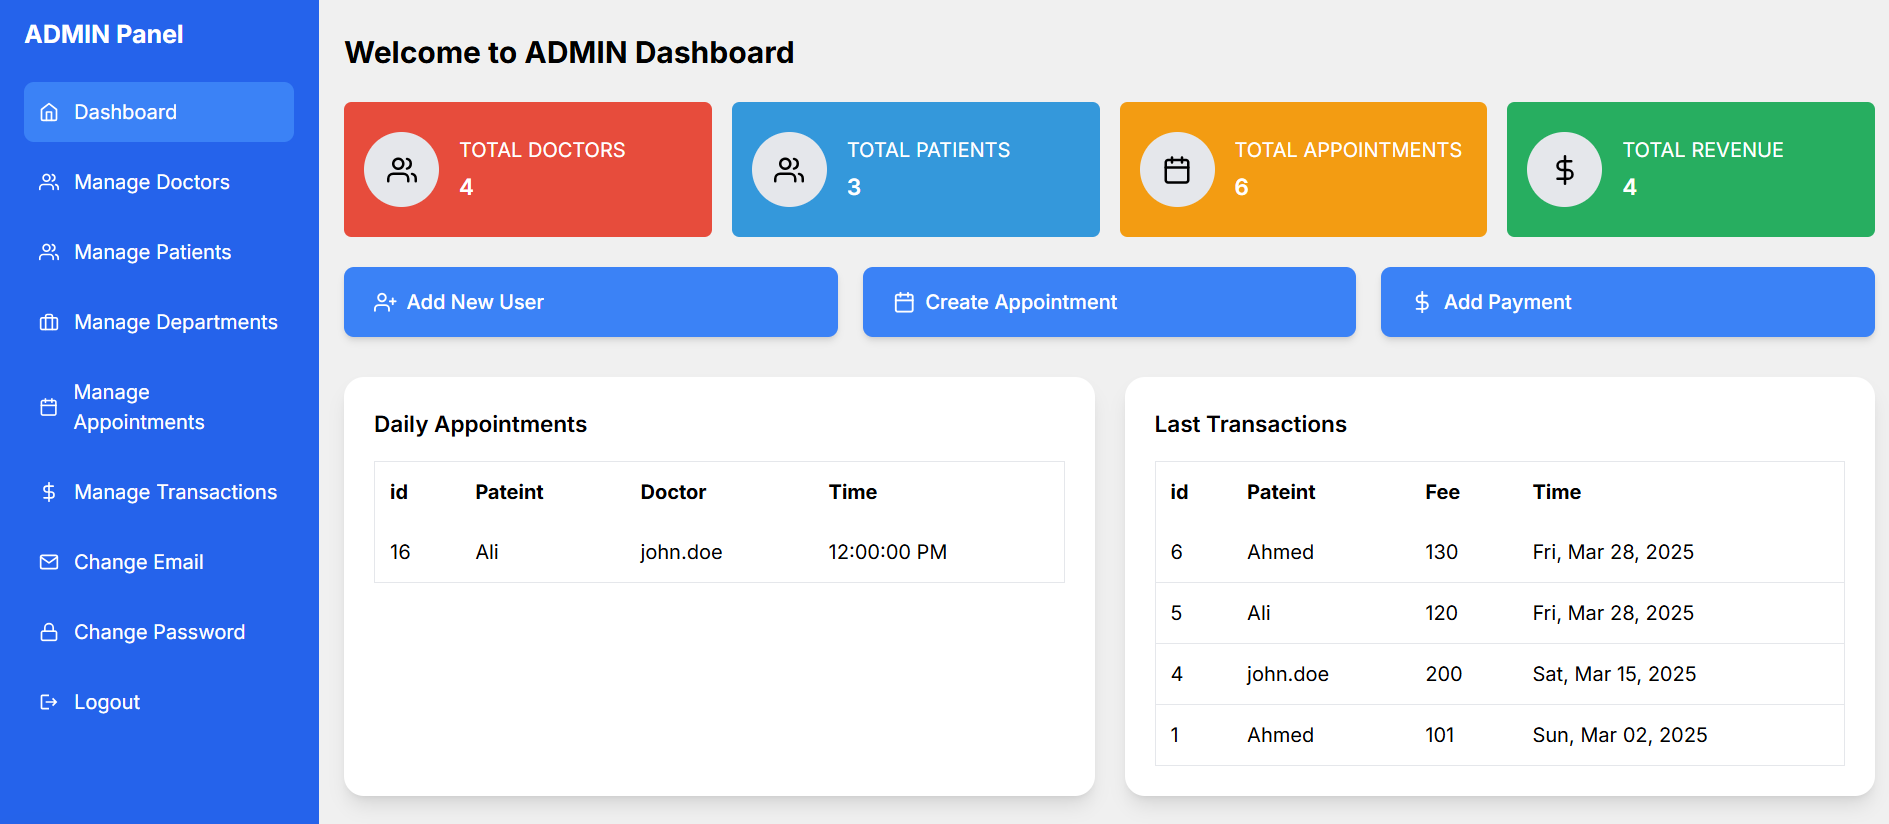 ADMIN Panel
Dashboard
Manage Doctors
Manage Patients
Manage Departments
Manage
Appointments
Manage Transactions
Change Email
Change Password
Logout
Welcome to ADMIN Dashboard
TOTAL DOCTORS
4
TOTAL PATIENTS
3
TOTAL APPOINTMENTS
6
TOTAL REVENUE
4
Add New User
Create Appointment
Add Payment
Daily Appointments
id Pateint Doctor Time
16 Ali john.doe 12:00:00 PM
Last Transactions
id Pateint Fee Time
6 Ahmed 130 Fri, Mar 28, 2025
5 Ali 120 Fri, Mar 28, 2025
4 john.doe 200 Sat, Mar 15, 2025
1 Ahmed 101 Sun, Mar 02, 2025